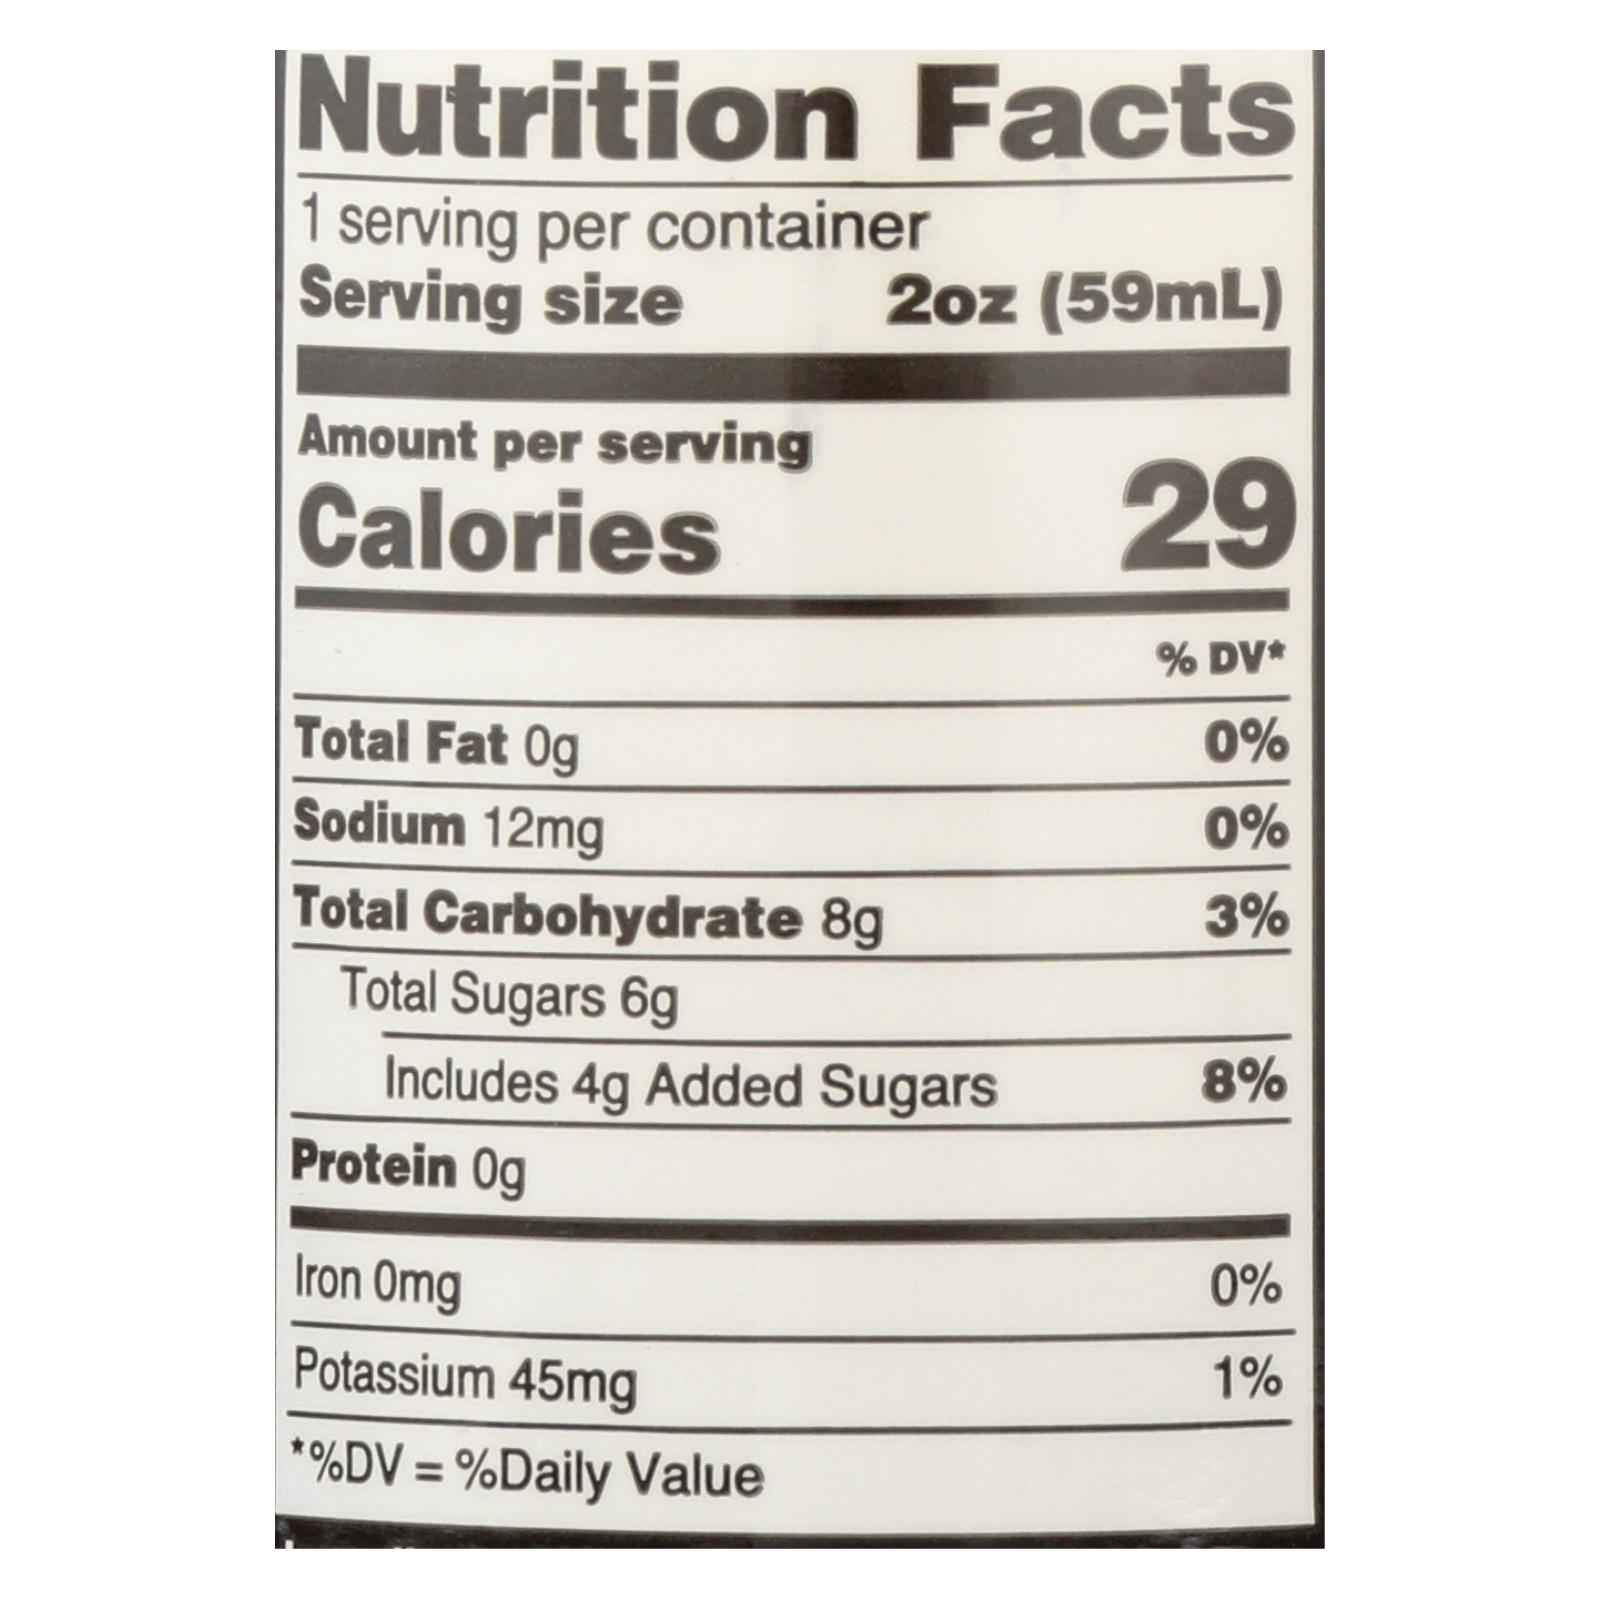 Nutrition Facts
1 serving per container
Serving size 2oz (59mL)
Amount per serving
Calories 29
% DV*
Total Fat 0g 0%
Sodium 12mg 0%
Total Carbohydrate 8g 3%
Total Sugars 6g
Includes 4g Added Sugars 8%
Protein 0g
Iron 0mg 0%
Potassium 45mg 1%
*%DV = %Daily Value